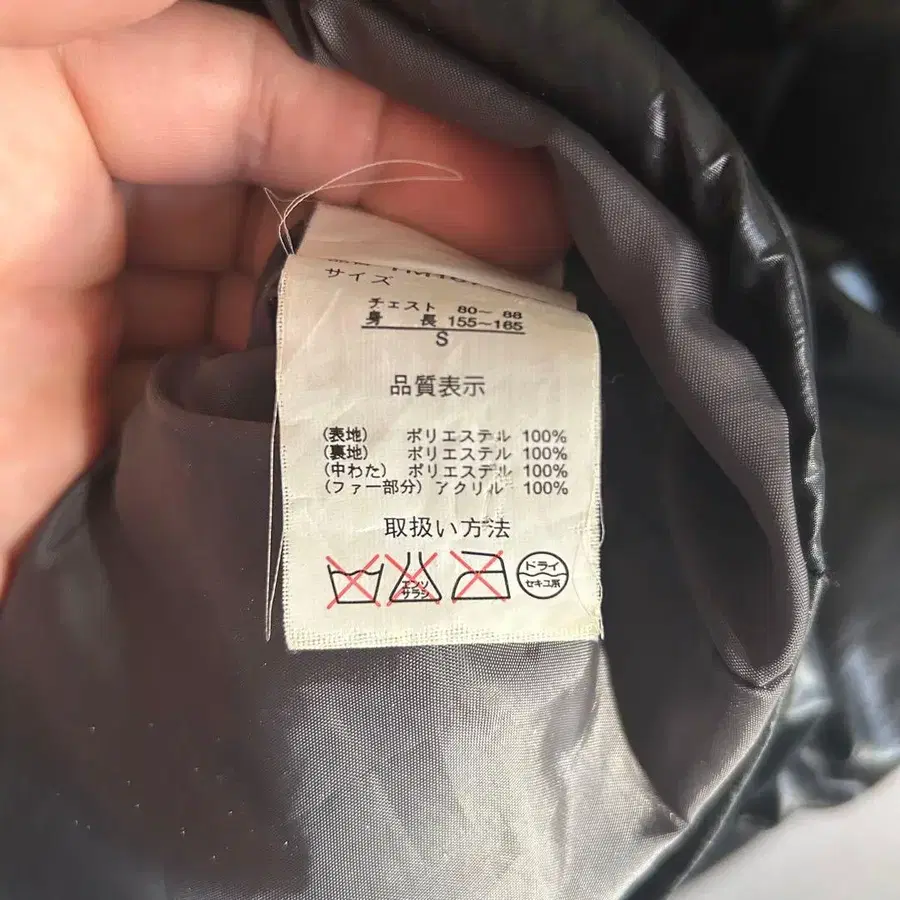 サイズ
チェスト 80～ 88
身 長 155～165
S
品質表示
(表地) ポリエステル 100%
(裏地) ポリエステル 100%
(中わた) ポリエステル 100%
(ファー部分) アクリル 100%
取扱い方法
エンソ
サラシ
ドライ
セキユ系